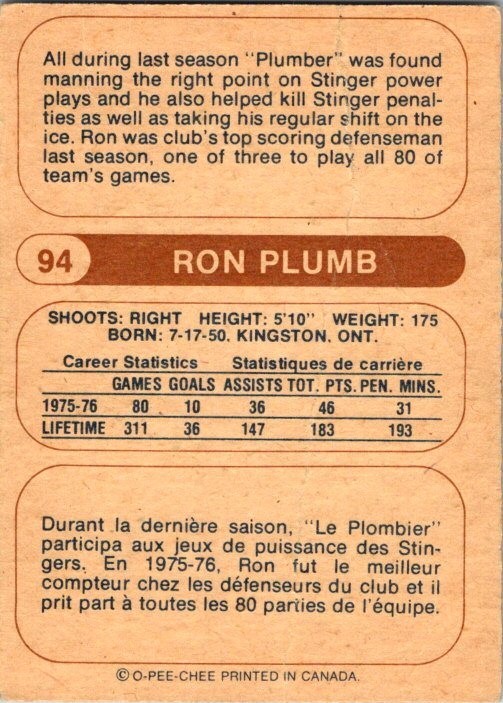 All during last season "Plumber" was found
manning the right point on Stinger power
plays and he also helped kill Stinger penal-
ties as well as taking his regular shift on the
ice. Ron was club's top scoring defenseman
last season, one of three to play all 80 of
team's games.
94 RON PLUMB
SHOOTS: RIGHT HEIGHT: 5'10" WEIGHT: 175
BORN: 7-17-50. KINGSTON, ONT.
Career Statistics Statistiques de carrière
GAMES GOALS ASSISTS TOT. PTS. PEN. MINS.
1975-76 80 10 36 46 31
LIFETIME 311 36 147 183 193
Durant la dernière saison, "Le Plombier"
participa aux jeux de puissance des Stin-
gers. En 1975-76, Ron fut le meilleur
compteur chez les défenseurs du club et il
prit part à toutes les 80 parties de l'équipe.
© O-PEE-CHEE PRINTED IN CANADA.